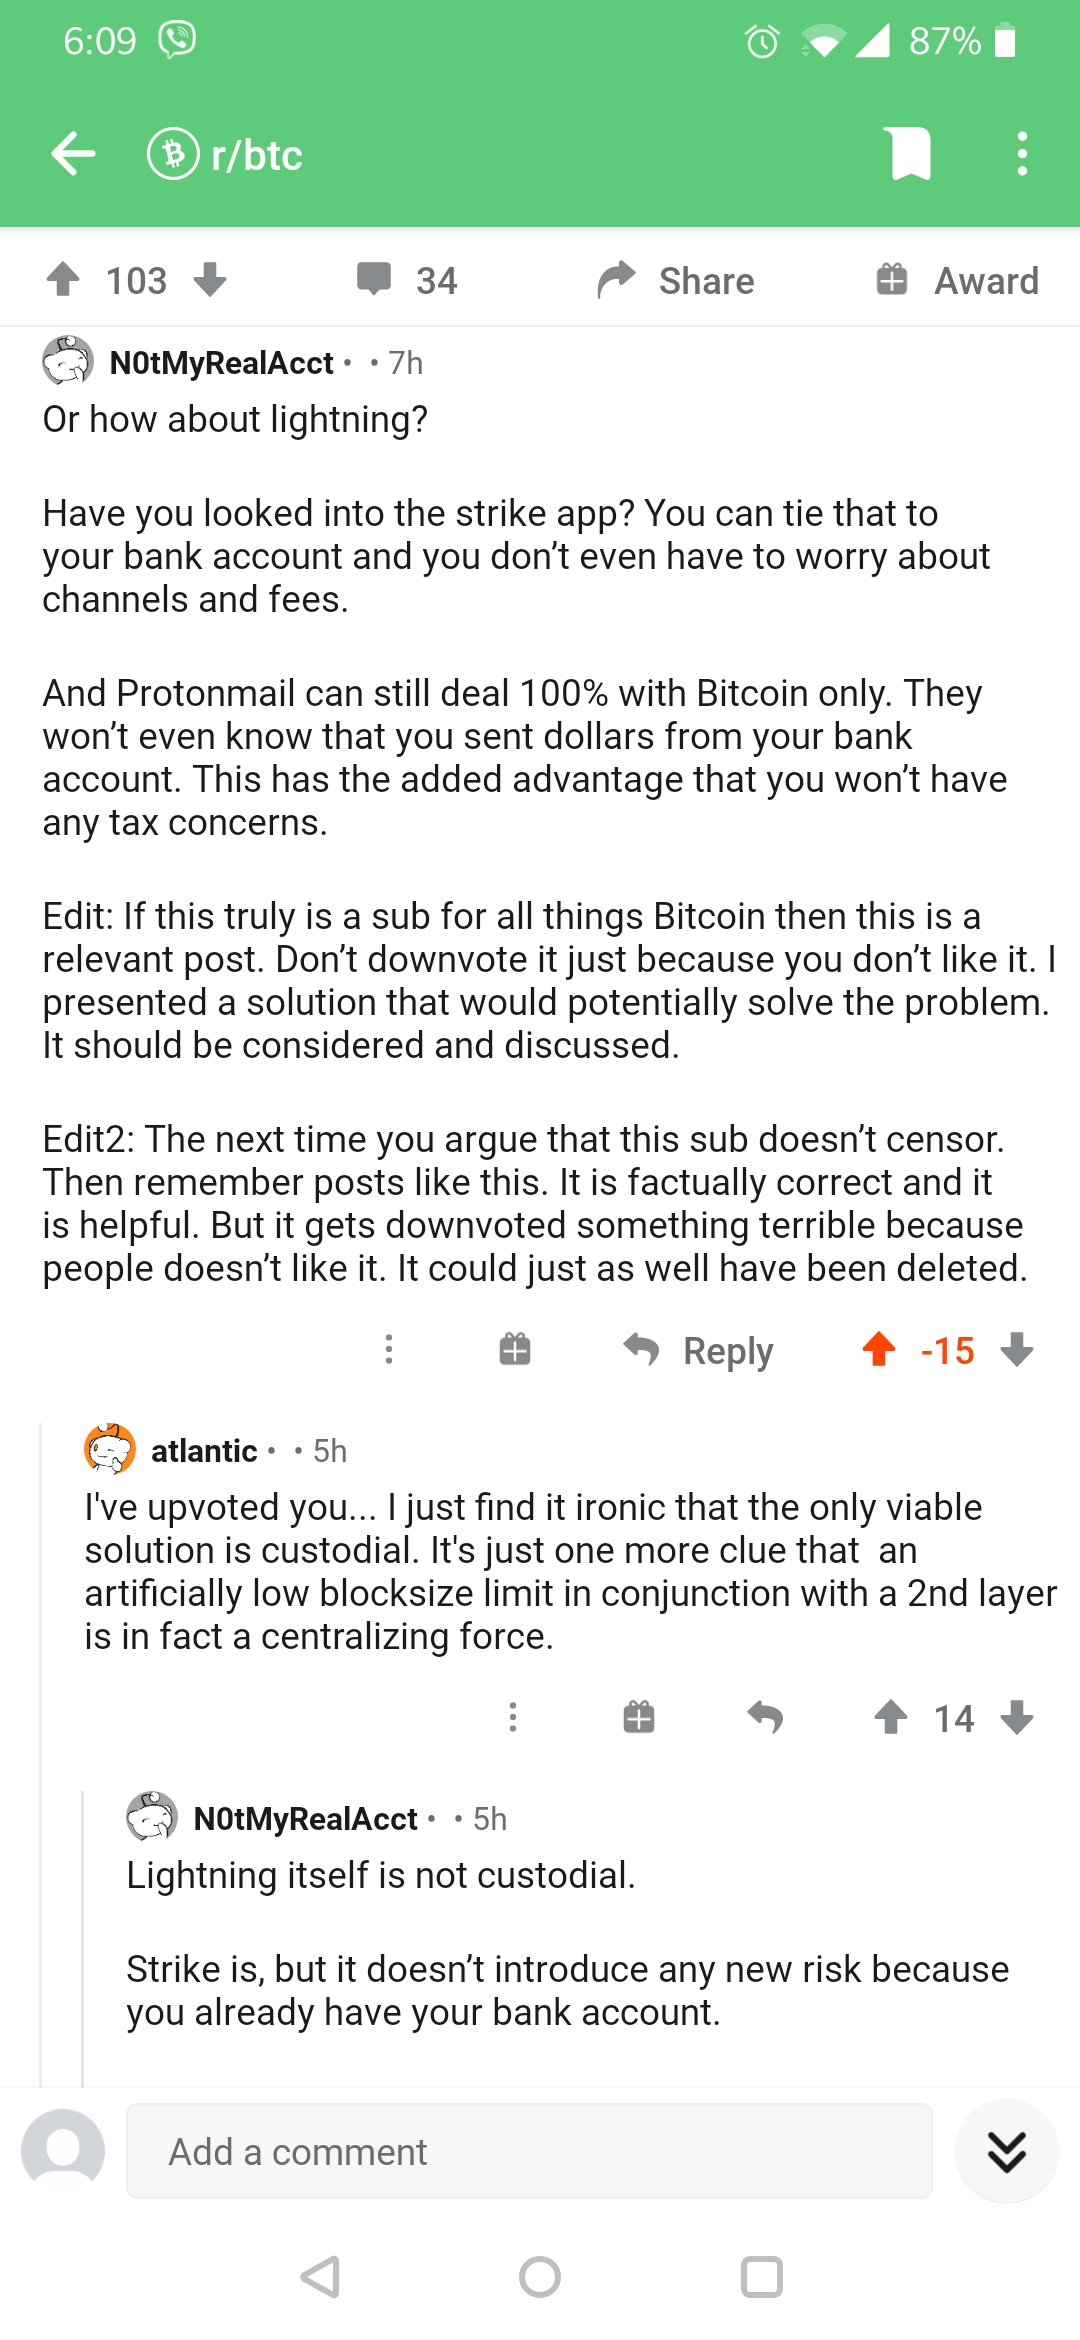 6:09
87%
r/btc
103
34
Share
Award
N0tMyRealAcct • • 7h
Or how about lightning?
Have you looked into the strike app? You can tie that to
your bank account and you don’t even have to worry about
channels and fees.
And Protonmail can still deal 100% with Bitcoin only. They
won’t even know that you sent dollars from your bank
account. This has the added advantage that you won’t have
any tax concerns.
Edit: If this truly is a sub for all things Bitcoin then this is a
relevant post. Don’t downvote it just because you don’t like it. I
presented a solution that would potentially solve the problem.
It should be considered and discussed.
Edit2: The next time you argue that this sub doesn’t censor.
Then remember posts like this. It is factually correct and it
is helpful. But it gets downvoted something terrible because
people doesn’t like it. It could just as well have been deleted.
Reply
-15
atlantic • • 5h
I've upvoted you... I just find it ironic that the only viable
solution is custodial. It's just one more clue that  an
artificially low blocksize limit in conjunction with a 2nd layer
is in fact a centralizing force.
14
N0tMyRealAcct • • 5h
Lightning itself is not custodial.
Strike is, but it doesn’t introduce any new risk because
you already have your bank account.
Add a comment